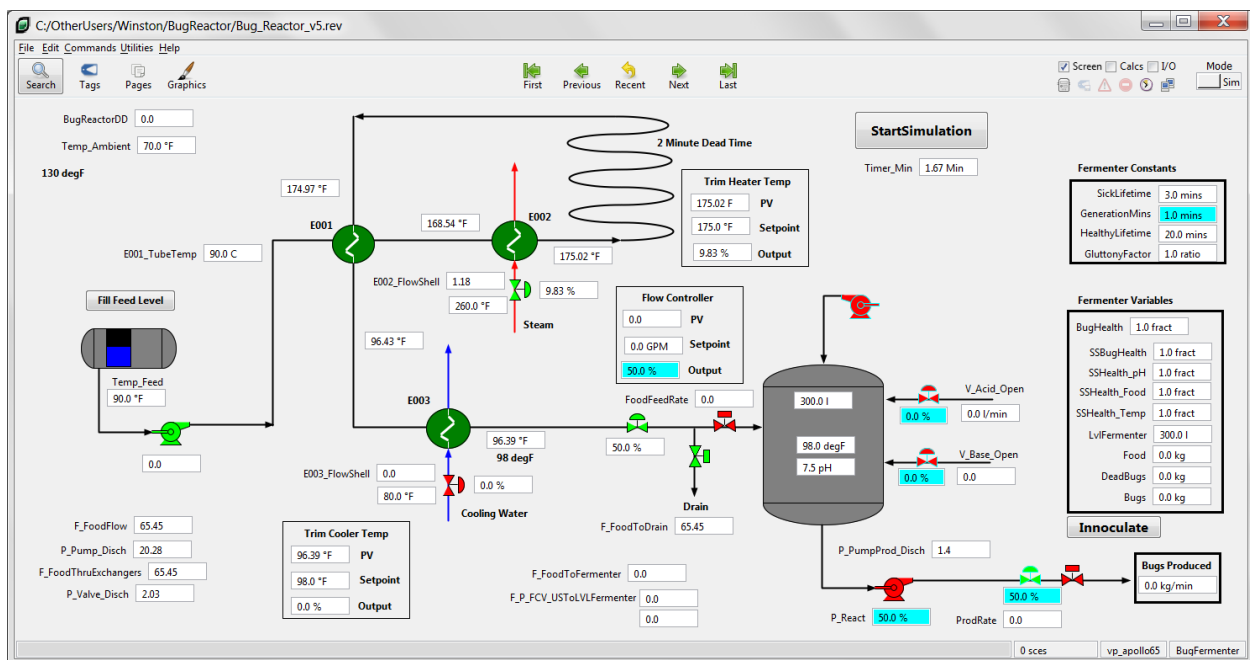 C:/OtherUsers/Winston/BugReactor/Bug_Reactor_v5.rev
File Edit Commands Utilities Help
Search Tags Pages Graphics
First Previous Recent Next Last
Screen Calcs I/O Mode
Sim
BugReactorDD 0.0
Temp_Ambient 70.0 °F
130 degF
StartSimulation
Timer_Min 1.67 Min
2 Minute Dead Time
174.97 °F
E001
E001_TubeTemp 90.0 C
168.54 °F
E002
175.02 °F
E002_FlowShell 1.18
260.0 °F
9.83 %
Steam
Trim Heater Temp
175.02 F PV
175.0 °F Setpoint
9.83 % Output
Fermenter Constants
SickLifetime 3.0 mins
GenerationMins 1.0 mins
HealthyLifetime 20.0 mins
GluttonyFactor 1.0 ratio
Fill Feed Level
Temp_Feed
90.0 °F
0.0
96.43 °F
E003
96.39 °F
98 degF
E003_FlowShell 0.0
80.0 °F
0.0 %
Cooling Water
Flow Controller
0.0 PV
0.0 GPM Setpoint
50.0 % Output
FoodFeedRate 0.0
50.0 %
Drain
F_FoodToDrain 65.45
300.0 l
98.0 degF
7.5 pH
V_Acid_Open
0.0 % 0.0 l/min
V_Base_Open
0.0 % 0.0
Fermenter Variables
BugHealth 1.0 fract
SSBugHealth 1.0 fract
SSHealth_pH 1.0 fract
SSHealth_Food 1.0 fract
SSHealth_Temp 1.0 fract
LvlFermenter 300.0 l
Food 0.0 kg
DeadBugs 0.0 kg
Bugs 0.0 kg
Innoculate
F_FoodFlow 65.45
P_Pump_Disch 20.28
F_FoodThruExchangers 65.45
P_Valve_Disch 2.03
Trim Cooler Temp
96.39 °F PV
98.0 °F Setpoint
0.0 % Output
F_FoodToFermenter 0.0
F_P_FCV_USToLVLFermenter 0.0
0.0
P_PumpProd_Disch 1.4
P_React 50.0 %
50.0 %
ProdRate 0.0
Bugs Produced
0.0 kg/min
0 sces vp_apollo65 BugFermenter